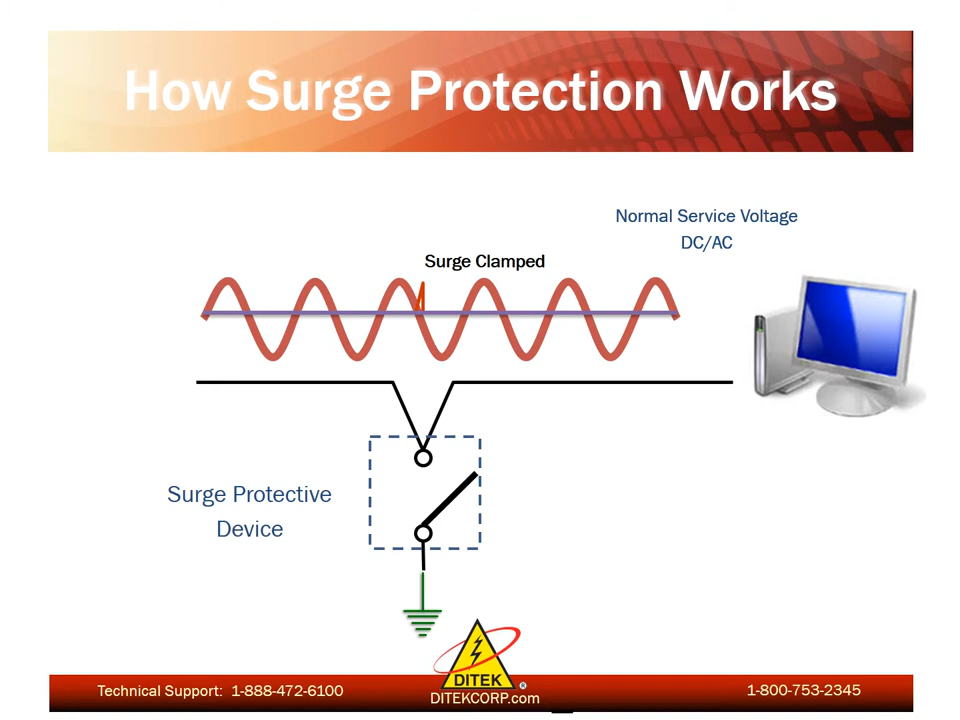 How Surge Protection Works
Normal Service Voltage
DC/AC
Surge Clamped
Surge Protective
Device
DITEK®
Technical Support:  1-888-472-6100
DITEKCORP.com
1-800-753-2345